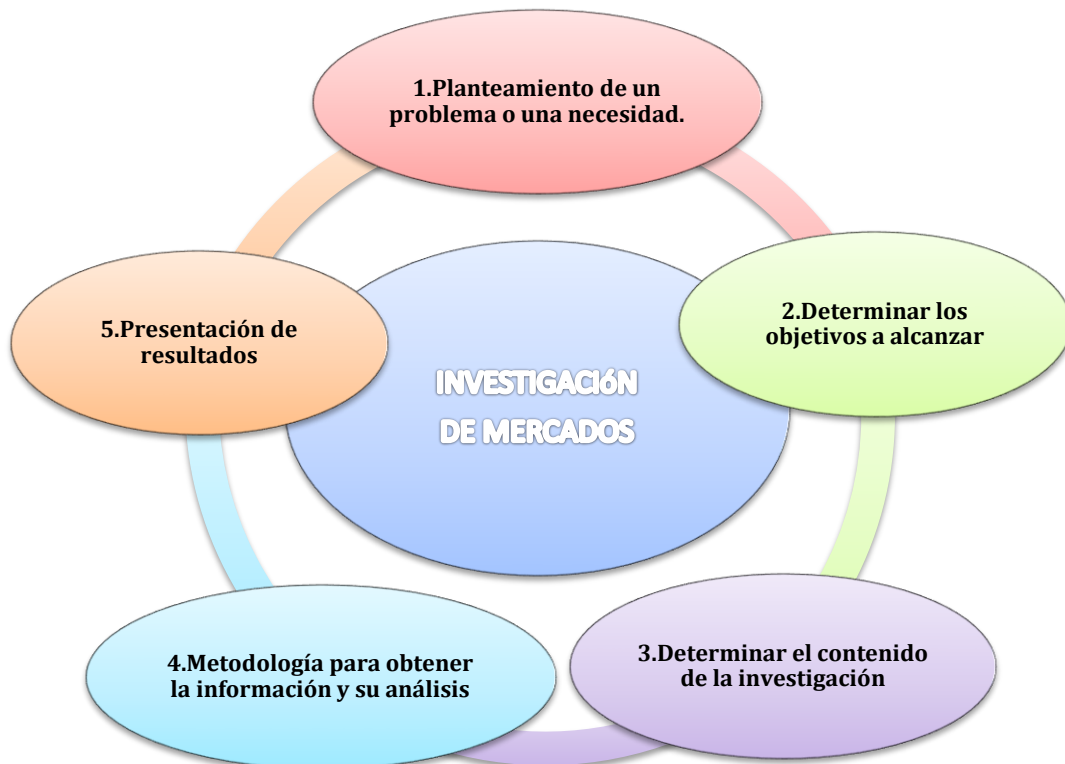 1.Planteamiento de un
problema o una necesidad.
2.Determinar los
objetivos a alcanzar
3.Determinar el contenido
de la investigación
4.Metodología para obtener
la información y su análisis
5.Presentación de
resultados
INVESTIGACIóN
DE MERCADOS